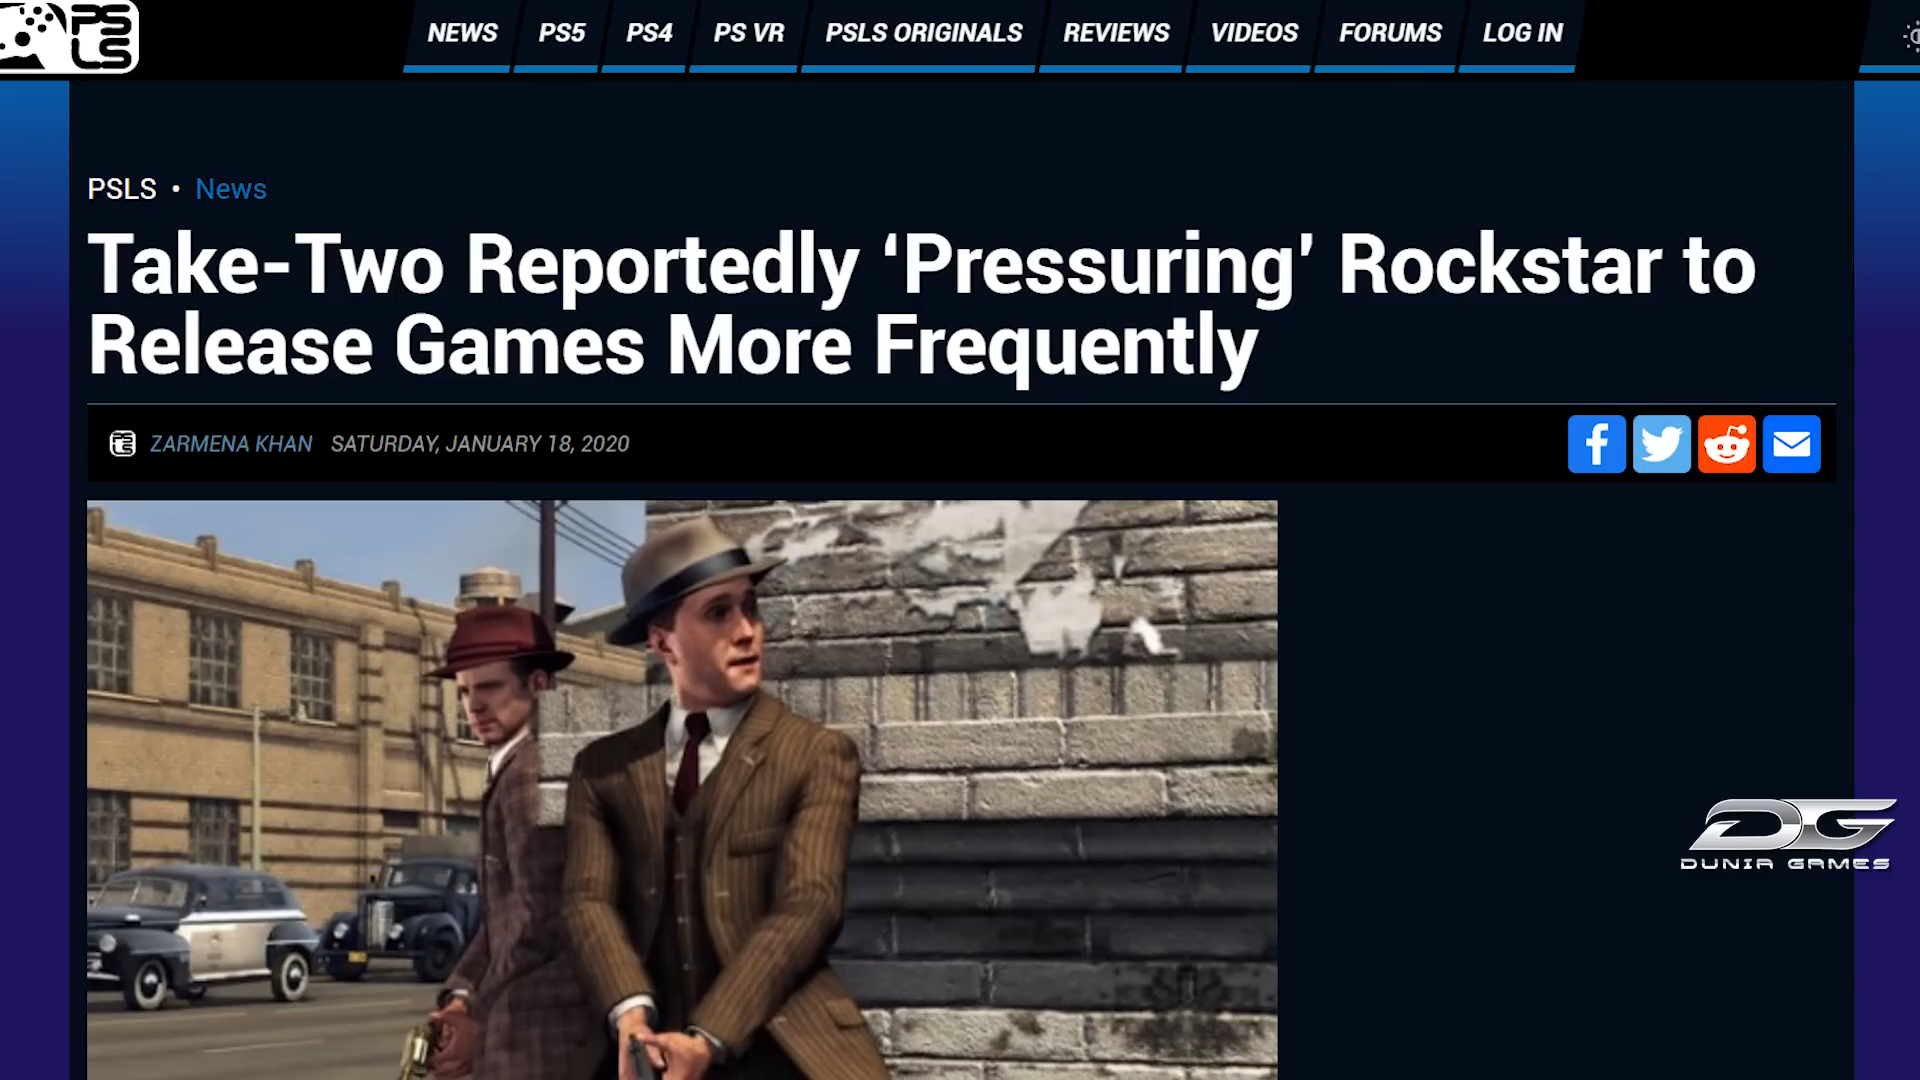 PS
LS
NEWS
PS5
PS4
PS VR
PSLS ORIGINALS
REVIEWS
VIDEOS
FORUMS
LOG IN
PSLS • News
Take-Two Reportedly ‘Pressuring’ Rockstar to
Release Games More Frequently
ZARMENA KHAN SATURDAY, JANUARY 18, 2020
DG
DUNIA GAMES